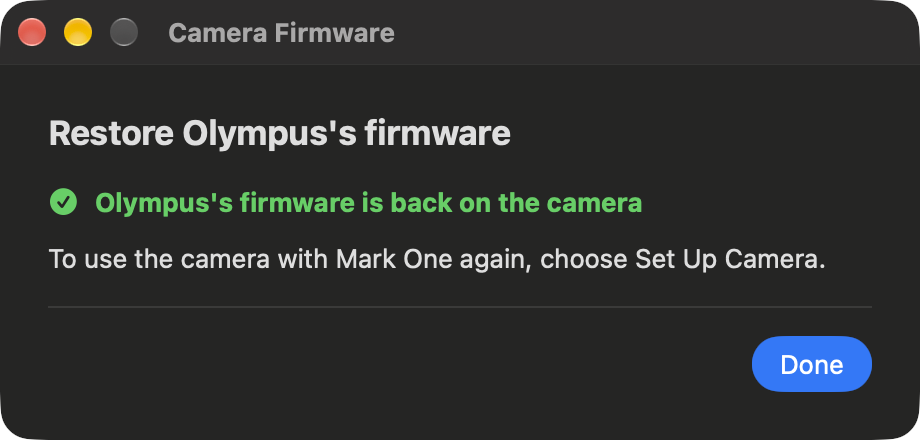 Camera Firmware
Restore Olympus's firmware
Olympus's firmware is back on the camera
To use the camera with Mark One again, choose Set Up Camera.
Done